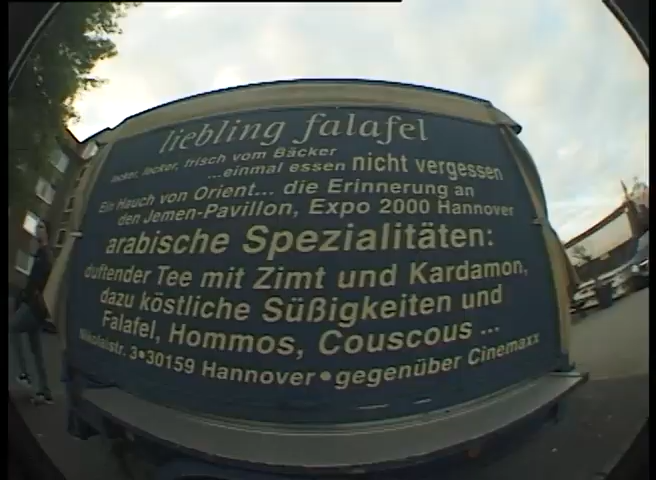 liebling falafel
locker, locker, frisch vom Bäcker
...einmal essen nicht vergessen
Ein Hauch von Orient... die Erinnerung an
den Jemen-Pavillon, Expo 2000 Hannover
arabische Spezialitäten:
duftender Tee mit Zimt und Kardamon,
dazu köstliche Süßigkeiten und
Falafel, Hommos, Couscous ...
Nikolaistr. 3•30159 Hannover•gegenüber Cinemaxx